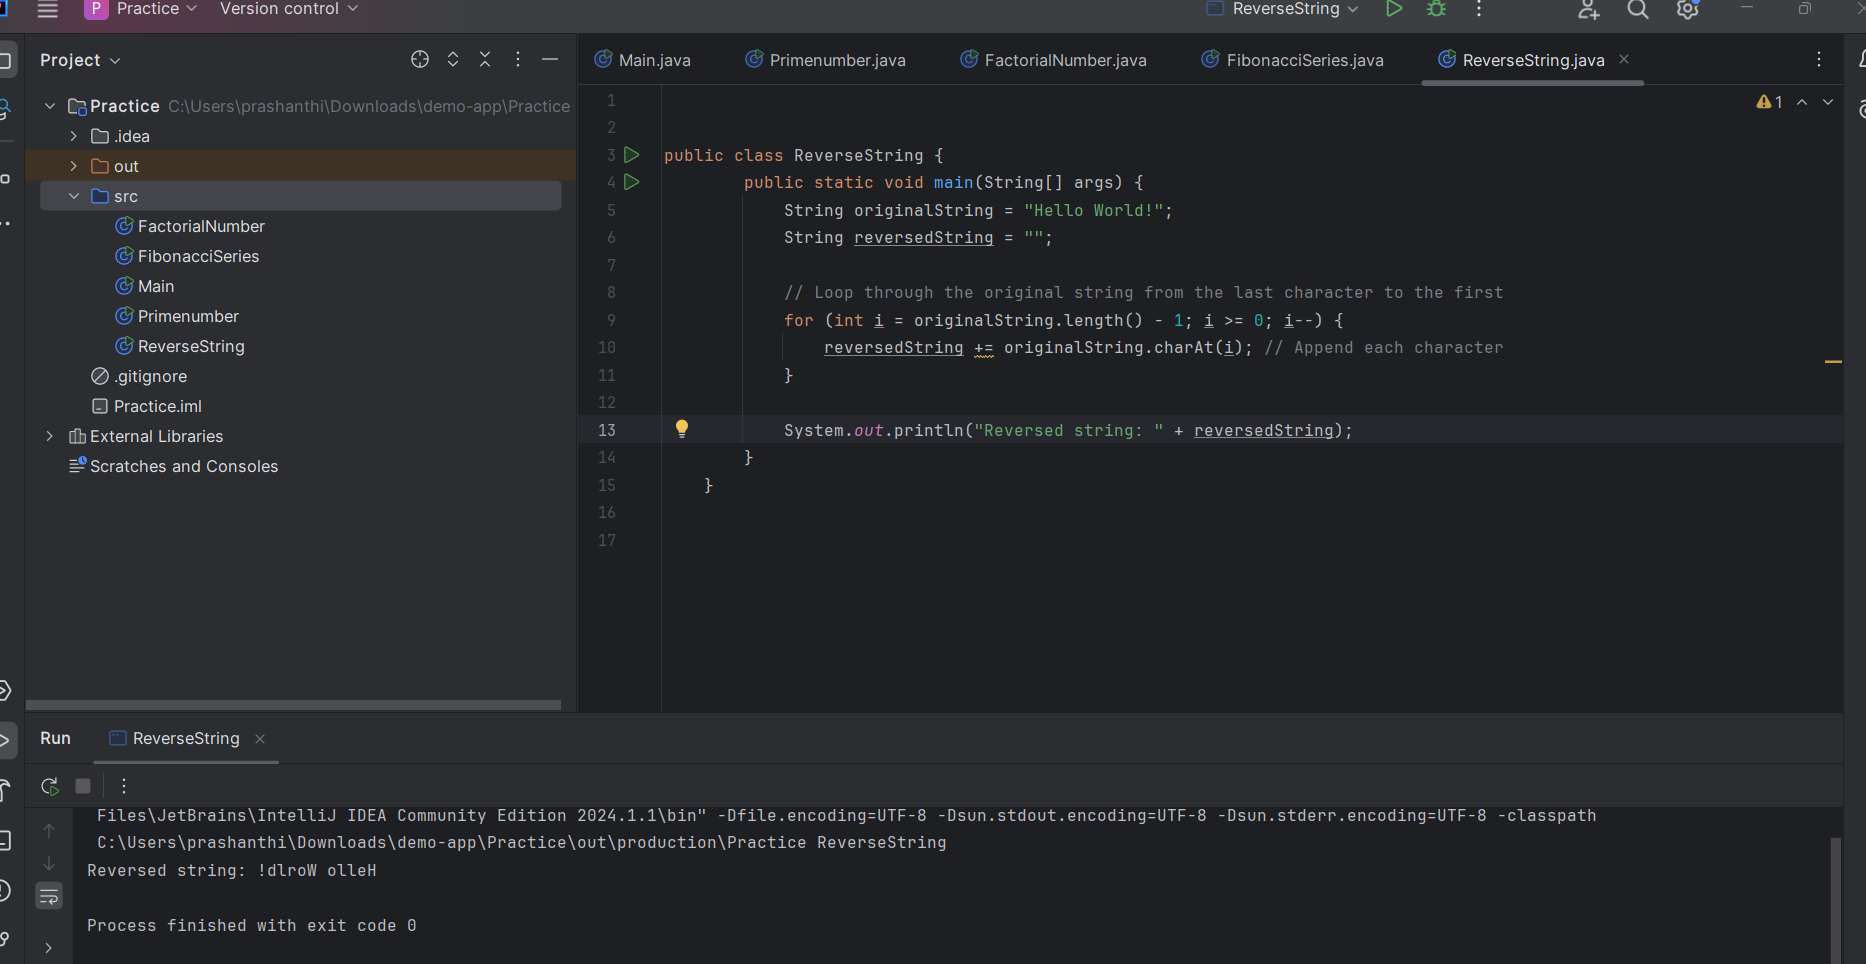 P Practice Version control ReverseString
Project
Main.java Primenumber.java FactorialNumber.java FibonacciSeries.java ReverseString.java
Practice C:\Users\prashanthi\Downloads\demo-app\Practice
.idea
out
src
FactorialNumber
FibonacciSeries
Main
Primenumber
ReverseString
.gitignore
Practice.iml
External Libraries
Scratches and Consoles
1
1
2
3 public class ReverseString {
4 public static void main(String[] args) {
5 String originalString = "Hello World!";
6 String reversedString = "";
7
8 // Loop through the original string from the last character to the first
9 for (int i = originalString.length() - 1; i >= 0; i--) {
10 reversedString += originalString.charAt(i); // Append each character
11 }
12
13 System.out.println("Reversed string: " + reversedString);
14 }
15 }
16
17
Run ReverseString
Files\JetBrains\IntelliJ IDEA Community Edition 2024.1.1\bin" -Dfile.encoding=UTF-8 -Dsun.stdout.encoding=UTF-8 -Dsun.stderr.encoding=UTF-8 -classpath
C:\Users\prashanthi\Downloads\demo-app\Practice\out\production\Practice ReverseString
Reversed string: !dlroW olleH
Process finished with exit code 0